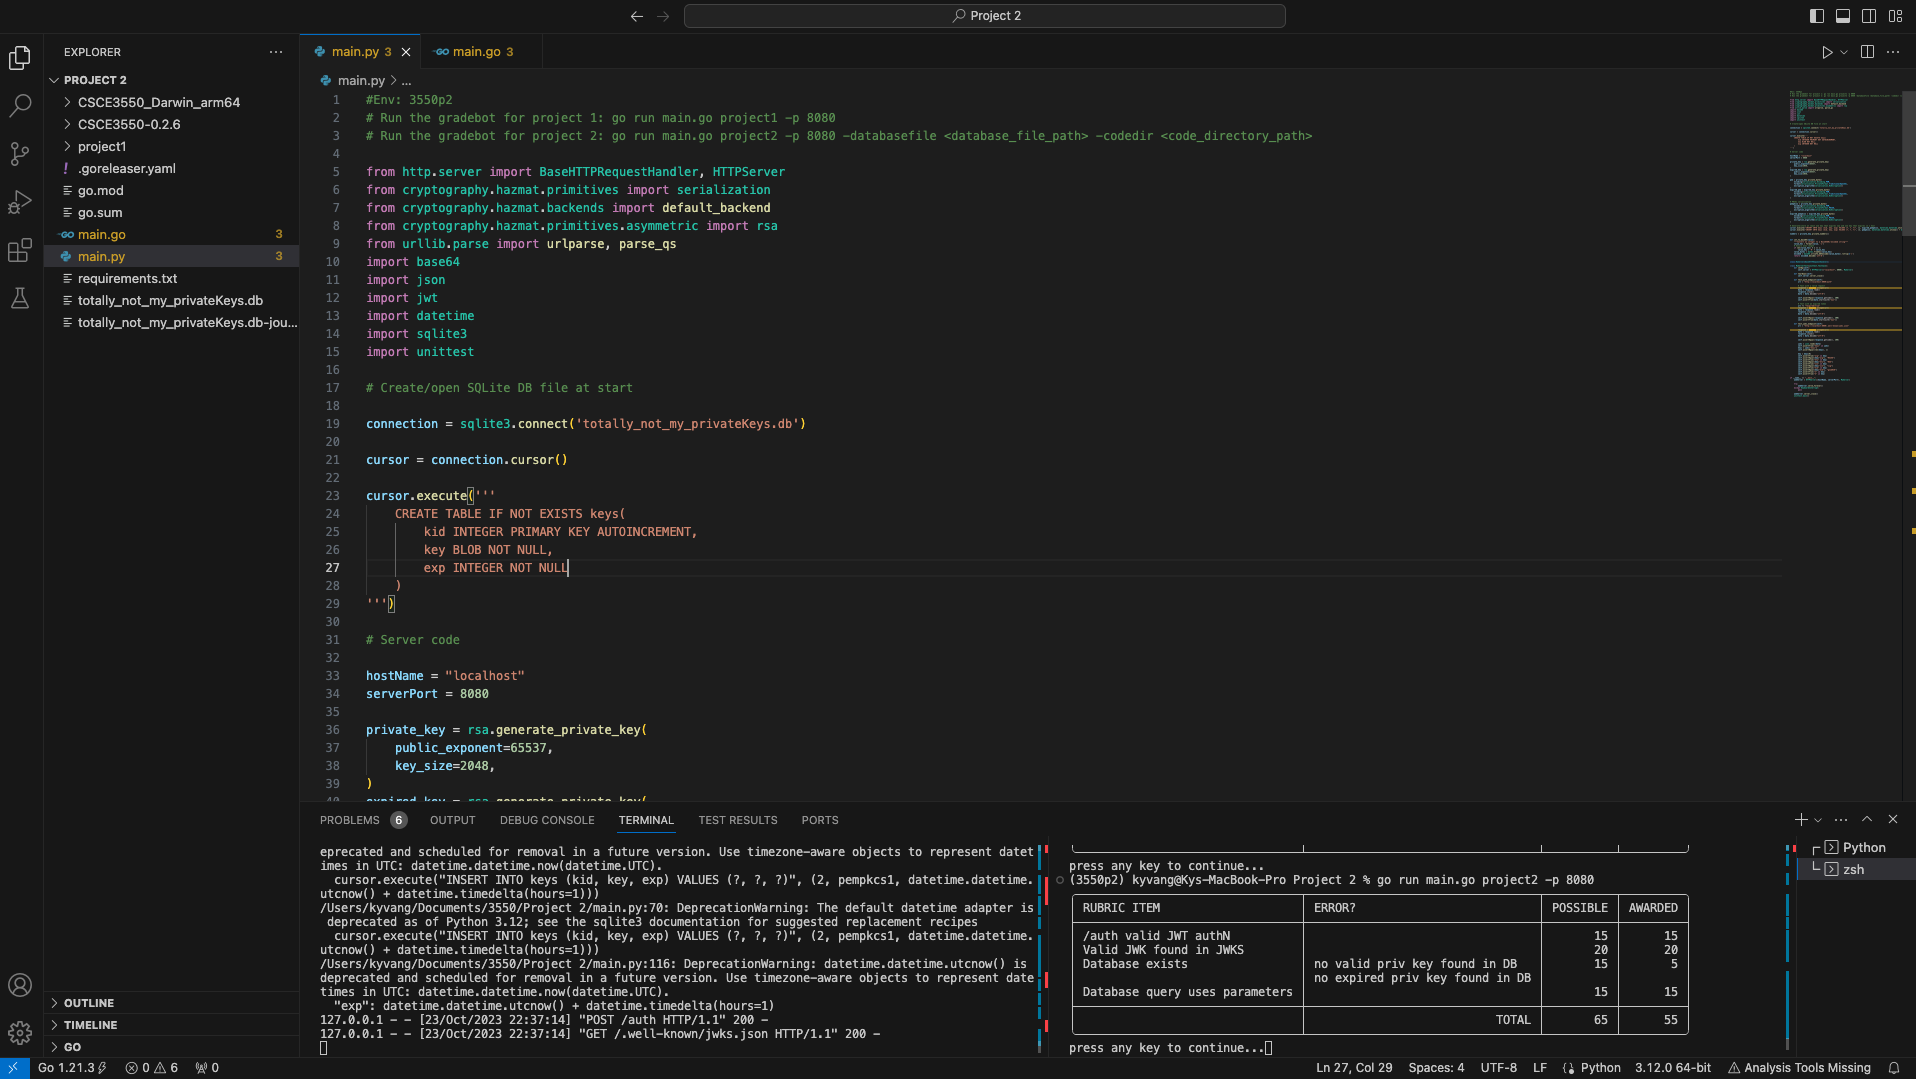 Project 2
EXPLORER
PROJECT 2
CSCE3550_Darwin_arm64
CSCE3550-0.2.6
project1
! .goreleaser.yaml
go.mod
go.sum
main.go 3
main.py 3
requirements.txt
totally_not_my_privateKeys.db
totally_not_my_privateKeys.db-jou...
OUTLINE
TIMELINE
GO
main.py 3
main.go 3
main.py > ...
1 #Env: 3550p2
2 # Run the gradebot for project 1: go run main.go project1 -p 8080
3 # Run the gradebot for project 2: go run main.go project2 -p 8080 -databasefile <database_file_path> -codedir <code_directory_path>
4
5 from http.server import BaseHTTPRequestHandler, HTTPServer
6 from cryptography.hazmat.primitives import serialization
7 from cryptography.hazmat.backends import default_backend
8 from cryptography.hazmat.primitives.asymmetric import rsa
9 from urllib.parse import urlparse, parse_qs
10 import base64
11 import json
12 import jwt
13 import datetime
14 import sqlite3
15 import unittest
16
17 # Create/open SQLite DB file at start
18
19 connection = sqlite3.connect('totally_not_my_privateKeys.db')
20
21 cursor = connection.cursor()
22
23 cursor.execute('''
24 CREATE TABLE IF NOT EXISTS keys(
25 kid INTEGER PRIMARY KEY AUTOINCREMENT,
26 key BLOB NOT NULL,
27 exp INTEGER NOT NULL
28 )
29 ''')
30
31 # Server code
32
33 hostName = "localhost"
34 serverPort = 8080
35
36 private_key = rsa.generate_private_key(
37 public_exponent=65537,
38 key_size=2048,
39 )
40 expired_key = rsa.generate_private_key(
PROBLEMS 6
OUTPUT
DEBUG CONSOLE
TERMINAL
TEST RESULTS
PORTS
eprecated and scheduled for removal in a future version. Use timezone-aware objects to represent datet
imes in UTC: datetime.datetime.now(datetime.UTC).
cursor.execute("INSERT INTO keys (kid, key, exp) VALUES (?, ?, ?)", (2, pempkcs1, datetime.datetime.
utcnow() + datetime.timedelta(hours=1)))
/Users/kyvang/Documents/3550/Project 2/main.py:70: DeprecationWarning: The default datetime adapter is
deprecated as of Python 3.12; see the sqlite3 documentation for suggested replacement recipes
cursor.execute("INSERT INTO keys (kid, key, exp) VALUES (?, ?, ?)", (2, pempkcs1, datetime.datetime.
utcnow() + datetime.timedelta(hours=1)))
/Users/kyvang/Documents/3550/Project 2/main.py:116: DeprecationWarning: datetime.datetime.utcnow() is
deprecated and scheduled for removal in a future version. Use timezone-aware objects to represent date
times in UTC: datetime.datetime.now(datetime.UTC).
"exp": datetime.datetime.utcnow() + datetime.timedelta(hours=1)
127.0.0.1 - - [23/Oct/2023 22:37:14] "POST /auth HTTP/1.1" 200 -
127.0.0.1 - - [23/Oct/2023 22:37:14] "GET /.well-known/jwks.json HTTP/1.1" 200 -
press any key to continue...
(3550p2) kyvang@Kys-MacBook-Pro Project 2 % go run main.go project2 -p 8080
RUBRIC ITEM ERROR? POSSIBLE AWARDED
/auth valid JWT authN 15 15
Valid JWK found in JWKS 20 20
Database exists no valid priv key found in DB 15 5
no expired priv key found in DB
Database query uses parameters 15 15
TOTAL 65 55
press any key to continue...
Python
zsh
Go 1.21.3
0 6
0
Ln 27, Col 29
Spaces: 4
UTF-8
LF
Python
3.12.0 64-bit
Analysis Tools Missing